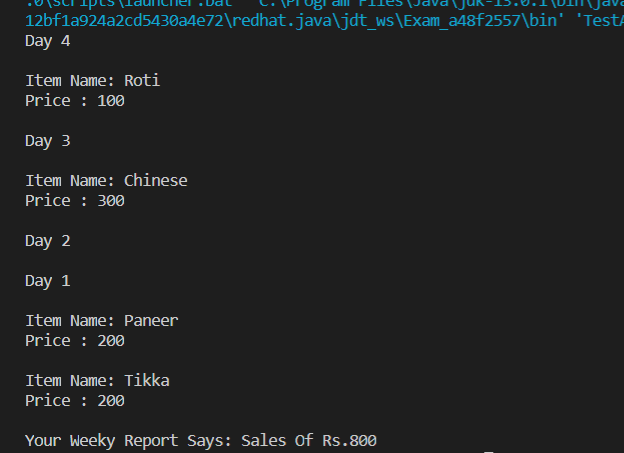 .0\scripts\launcher.bat' 'C:\Program Files\Java\jdk-15.0.1\bin\java
12bf1a924a2cd5430a4e72\redhat.java\jdt_ws\Exam_a48f2557\bin' 'TestA
Day 4
Item Name: Roti
Price : 100
Day 3
Item Name: Chinese
Price : 300
Day 2
Day 1
Item Name: Paneer
Price : 200
Item Name: Tikka
Price : 200
Your Weeky Report Says: Sales Of Rs.800